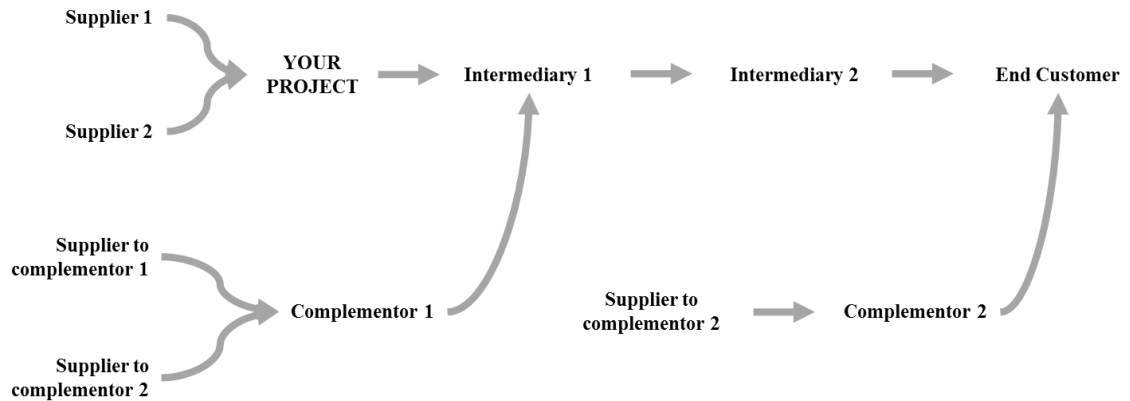 Supplier 1
YOUR
PROJECT
Intermediary 1
Intermediary 2
End Customer
Supplier 2
Supplier to
complementor 1
Complementor 1
Supplier to
complementor 2
Complementor 2
Supplier to
complementor 2